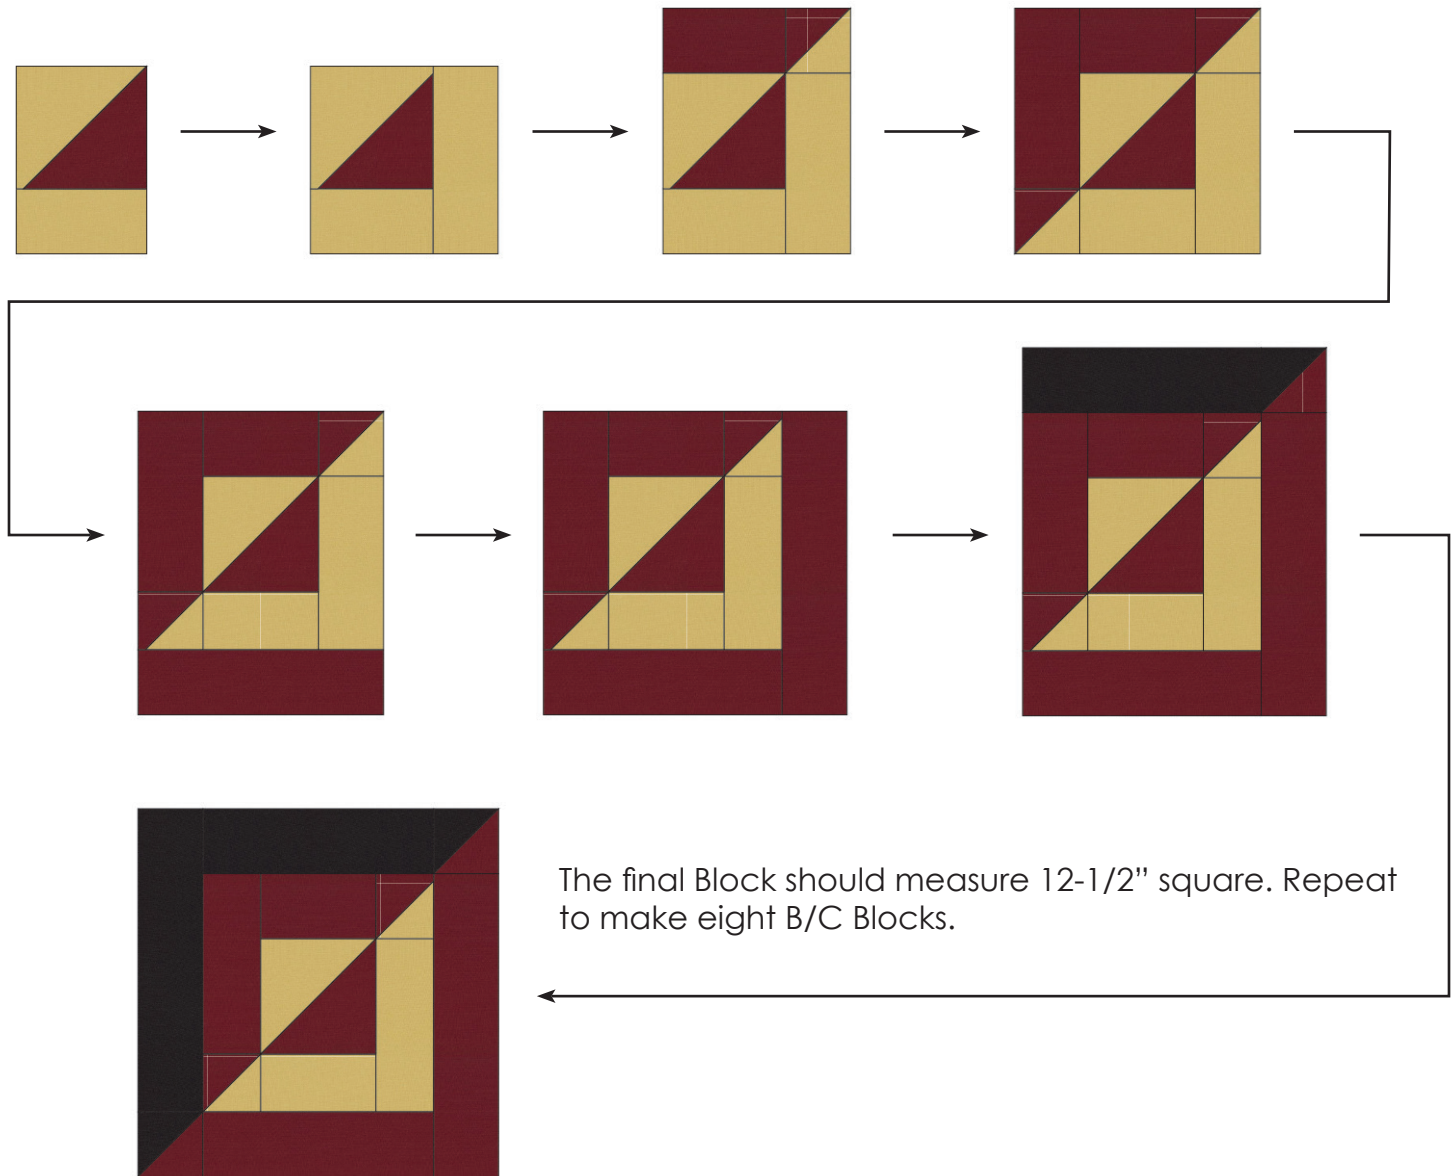 The final Block should measure 12-1/2” square. Repeat
to make eight B/C Blocks.